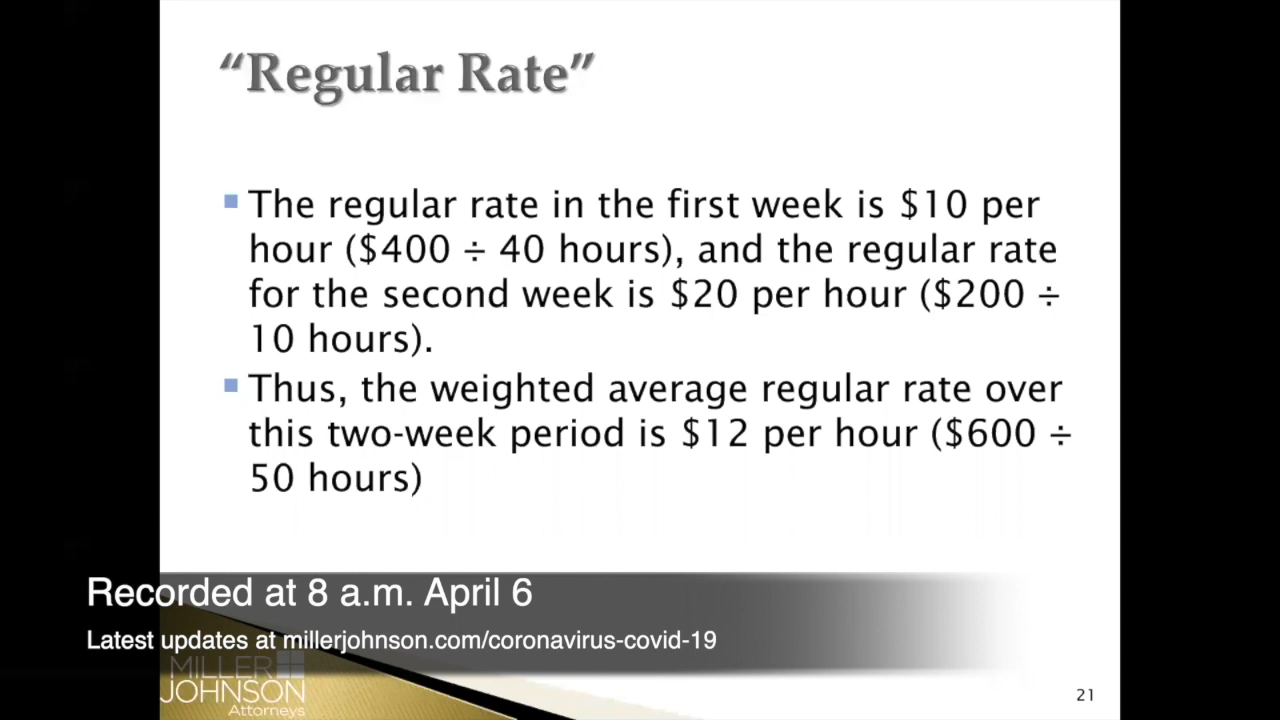 “Regular Rate”
The regular rate in the first week is $10 per
hour ($400 ÷ 40 hours), and the regular rate
for the second week is $20 per hour ($200 ÷
10 hours).
Thus, the weighted average regular rate over
this two-week period is $12 per hour ($600 ÷
50 hours)
Recorded at 8 a.m. April 6
Latest updates at millerjohnson.com/coronavirus-covid-19
MILLER
JOHNSON
Attorneys
21